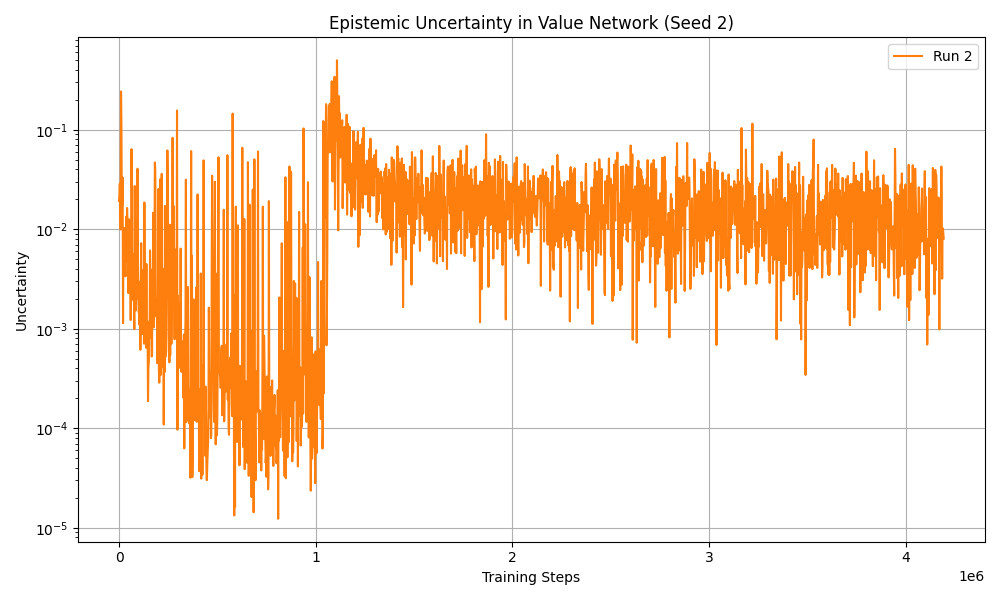 Epistemic Uncertainty in Value Network (Seed 2)
Run 2
Uncertainty
10⁻¹
10⁻²
10⁻³
10⁻⁴
10⁻⁵
0 1 2 3 4
1e6
Training Steps